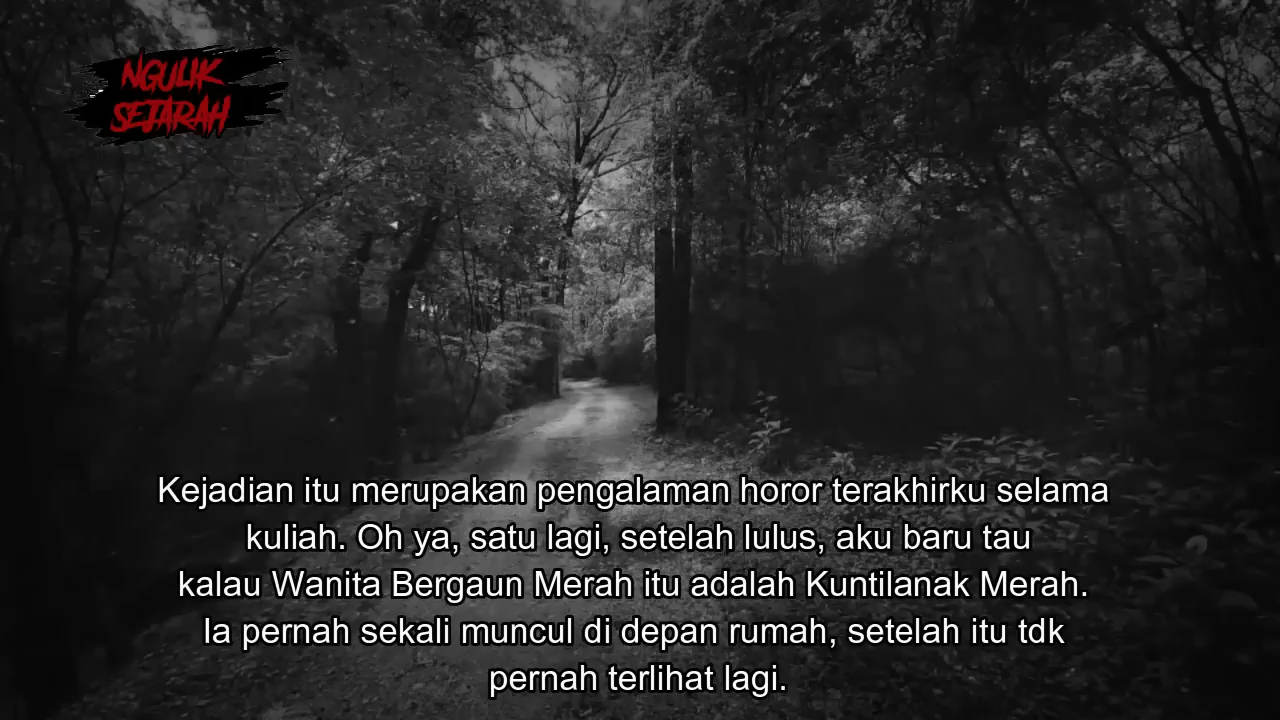 NGULIK
SEJARAH
Kejadian itu merupakan pengalaman horor terakhirku selama
kuliah. Oh ya, satu lagi, setelah lulus, aku baru tau
kalau Wanita Bergaun Merah itu adalah Kuntilanak Merah.
Ia pernah sekali muncul di depan rumah, setelah itu tdk
pernah terlihat lagi.